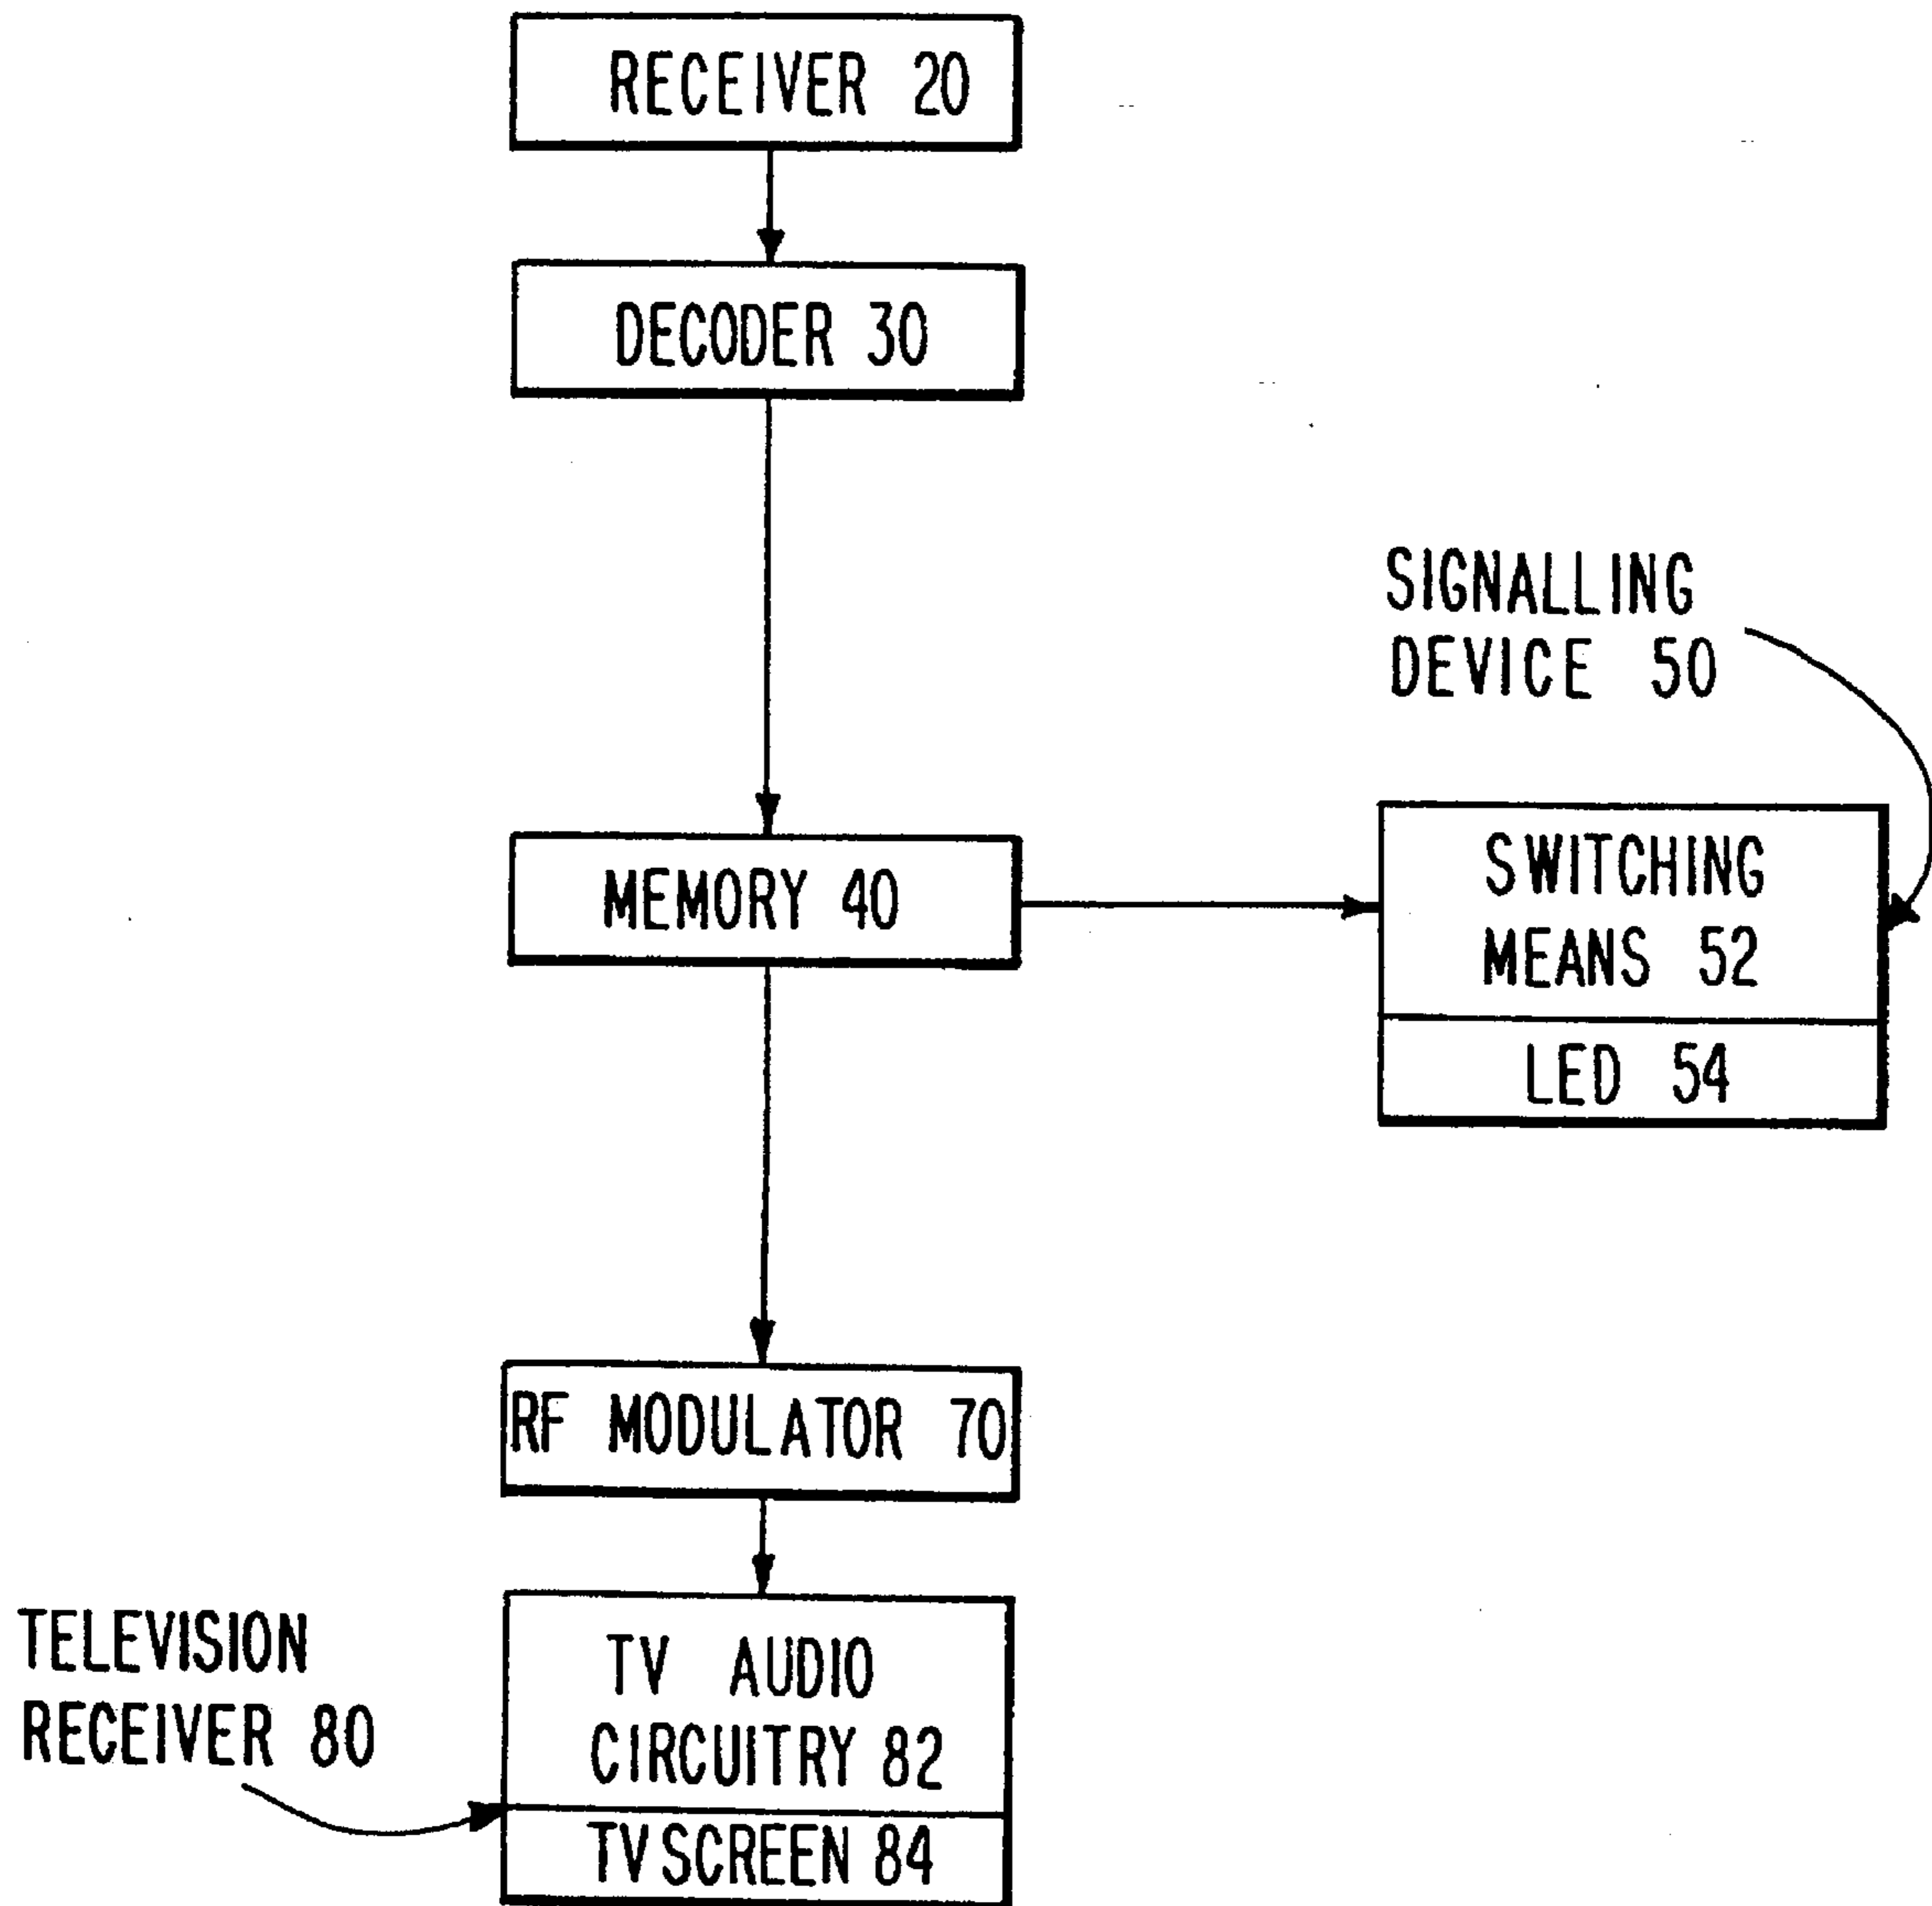 RECEIVER 20
DECODER 30
SIGNALLING
DEVICE 50
MEMORY 40
SWITCHING
MEANS 52
LED 54
RF MODULATOR 70
TELEVISION
RECEIVER 80
TV AUDIO
CIRCUITRY 82
TV SCREEN 84